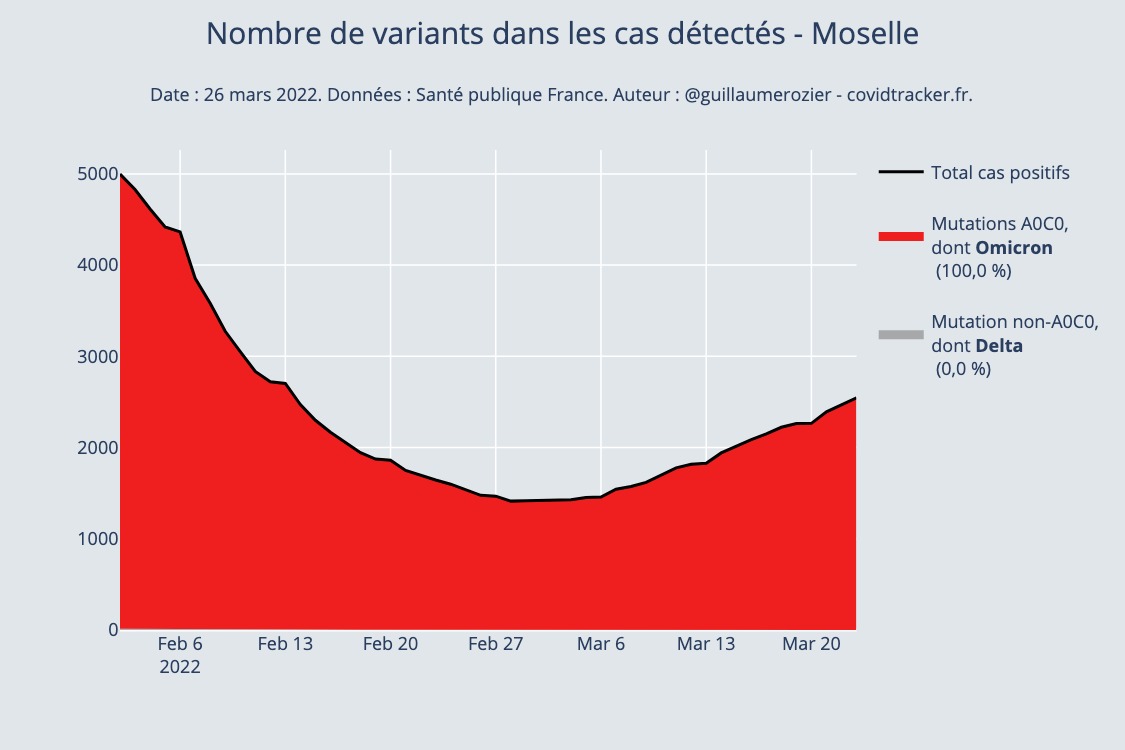 Nombre de variants dans les cas détectés - Moselle
Date : 26 mars 2022. Données : Santé publique France. Auteur : @guillaumerozier - covidtracker.fr.
5000
4000
3000
2000
1000
0
Feb 6
2022
Feb 13
Feb 20
Feb 27
Mar 6
Mar 13
Mar 20
Total cas positifs
Mutations A0C0,
dont Omicron
(100,0 %)
Mutation non-A0C0,
dont Delta
(0,0 %)